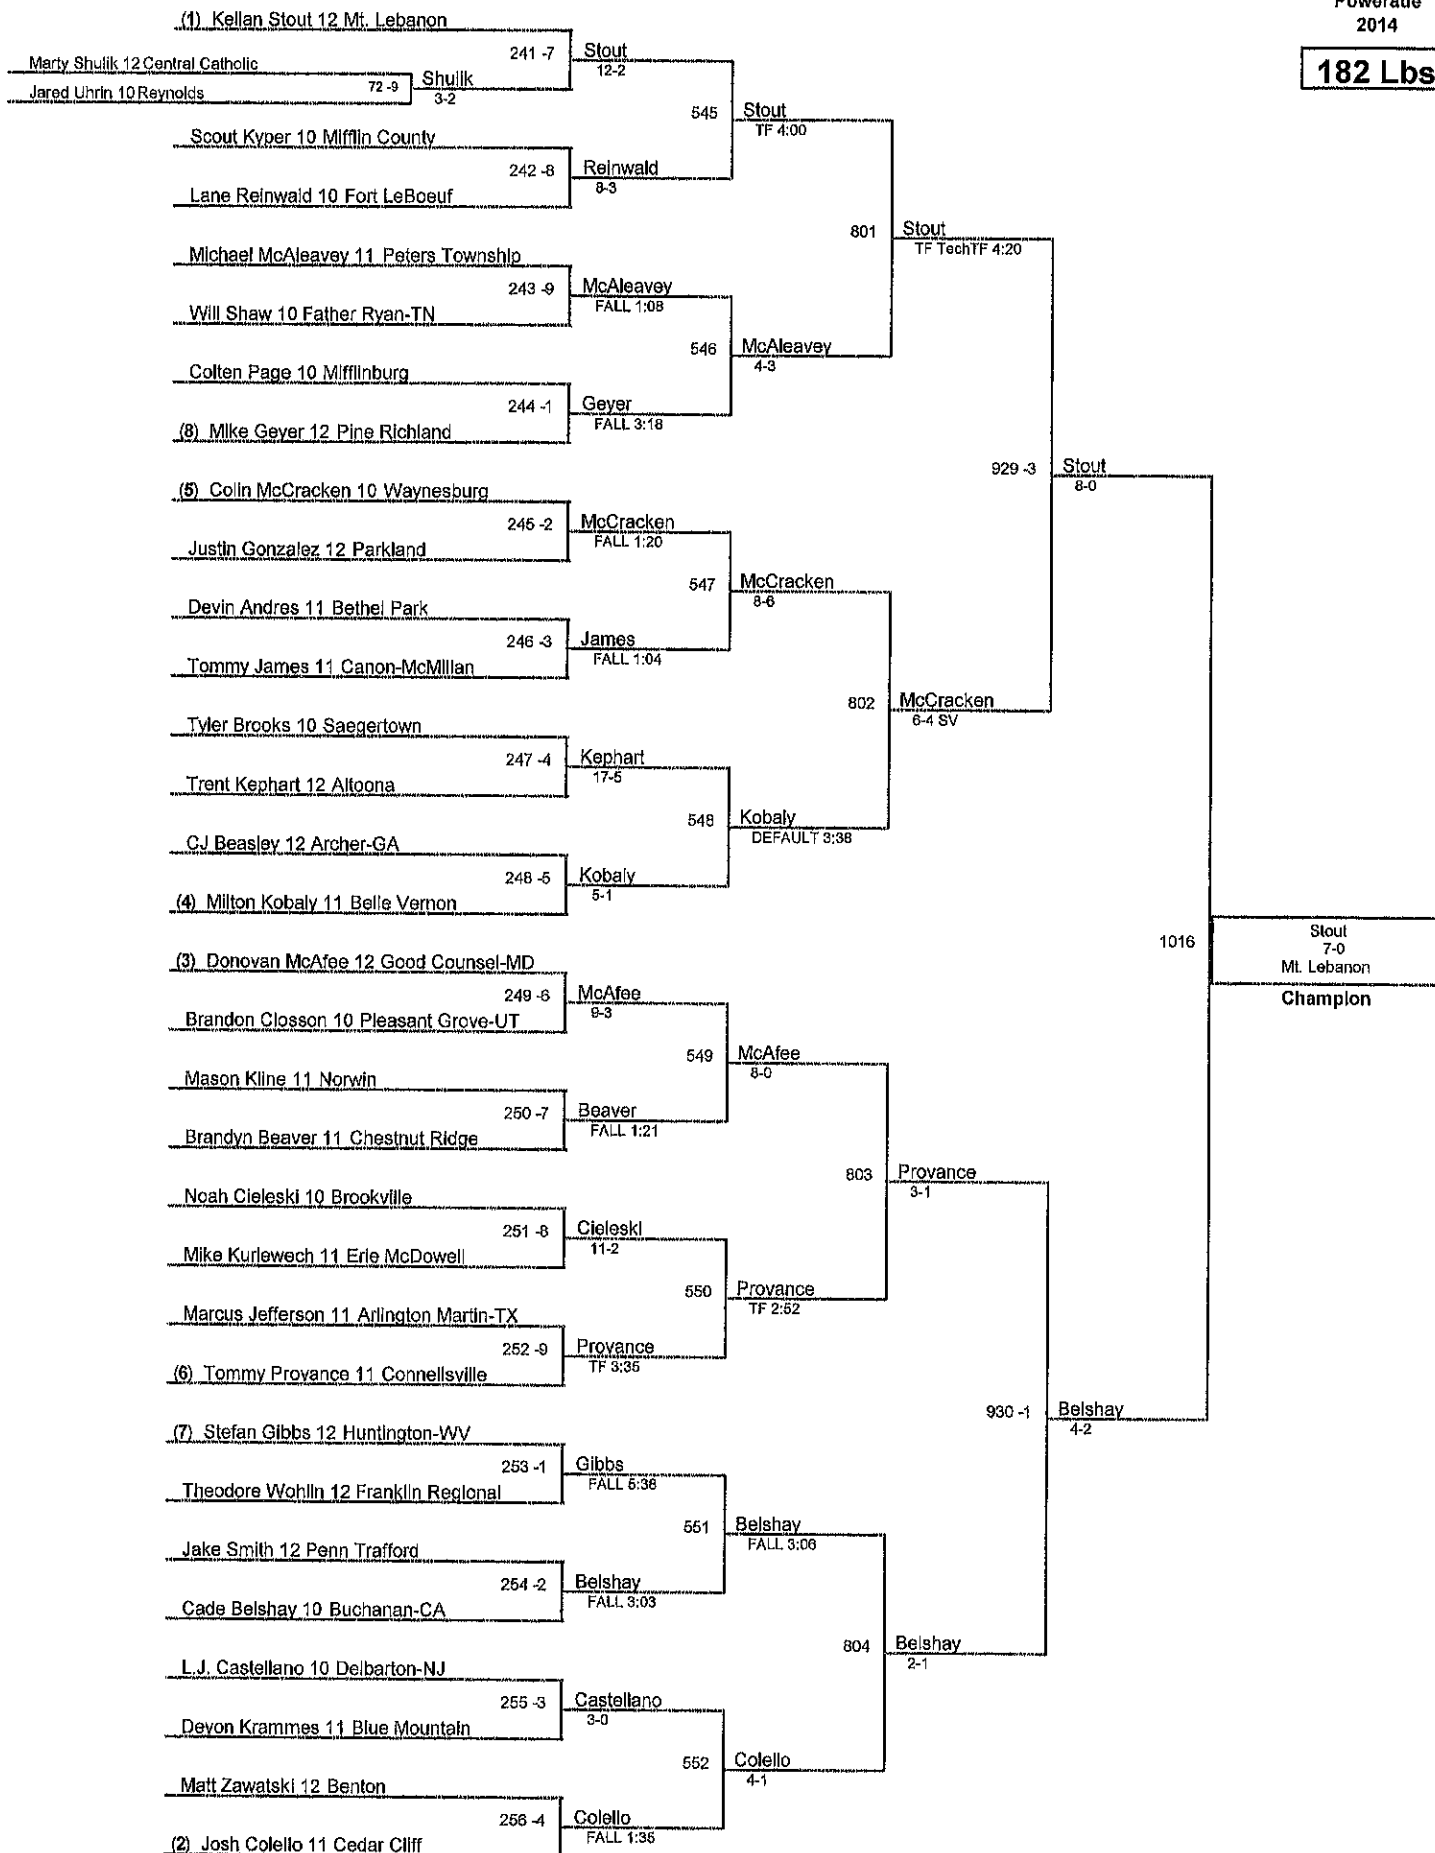 Powerade
2014
182 Lbs
(1) Kellan Stout 12 Mt. Lebanon
241 -7
Stout
12-2
Marty Shulik 12 Central Catholic
72 -9
Shulik
3-2
Jared Uhrin 10 Reynolds
545
Stout
TF 4:00
Scout Kyper 10 Mifflin County
242 -8
Reinwald
8-3
Lane Reinwald 10 Fort LeBoeuf
801
Stout
TF TechTF 4:20
Michael McAleavey 11 Peters Township
243 -9
McAleavey
FALL 1:08
Will Shaw 10 Father Ryan-TN
546
McAleavey
4-3
Colten Page 10 Mifflinburg
244 -1
Geyer
FALL 3:18
(8) Mike Geyer 12 Pine Richland
929 -3
Stout
8-0
(5) Colin McCracken 10 Waynesburg
245 -2
McCracken
FALL 1:20
Justin Gonzalez 12 Parkland
547
McCracken
8-6
Devin Andres 11 Bethel Park
246 -3
James
FALL 1:04
Tommy James 11 Canon-McMillan
802
McCracken
6-4 SV
Tyler Brooks 10 Saegertown
247 -4
Kephart
17-5
Trent Kephart 12 Altoona
548
Kobaly
DEFAULT 3:38
CJ Beasley 12 Archer-GA
248 -5
Kobaly
5-1
(4) Milton Kobaly 11 Belle Vernon
1016
Stout
7-0
Mt. Lebanon
Champion
(3) Donovan McAfee 12 Good Counsel-MD
249 -6
McAfee
9-3
Brandon Closson 10 Pleasant Grove-UT
549
McAfee
8-0
Mason Kline 11 Norwin
250 -7
Beaver
FALL 1:21
Brandyn Beaver 11 Chestnut Ridge
803
Provance
3-1
Noah Cieleski 10 Brookville
251 -8
Cieleski
11-2
Mike Kurlewech 11 Erie McDowell
550
Provance
TF 2:52
Marcus Jefferson 11 Arlington Martin-TX
252 -9
Provance
TF 3:35
(6) Tommy Provance 11 Connellsville
930 -1
Belshay
4-2
(7) Stefan Gibbs 12 Huntington-WV
253 -1
Gibbs
FALL 5:38
Theodore Wohlin 12 Franklin Regional
551
Belshay
FALL 3:06
Jake Smith 12 Penn Trafford
254 -2
Belshay
FALL 3:03
Cade Belshay 10 Buchanan-CA
804
Belshay
2-1
L.J. Castellano 10 Delbarton-NJ
255 -3
Castellano
3-0
Devon Krammes 11 Blue Mountain
552
Colello
4-1
Matt Zawatski 12 Benton
256 -4
Colello
FALL 1:35
(2) Josh Colello 11 Cedar Cliff